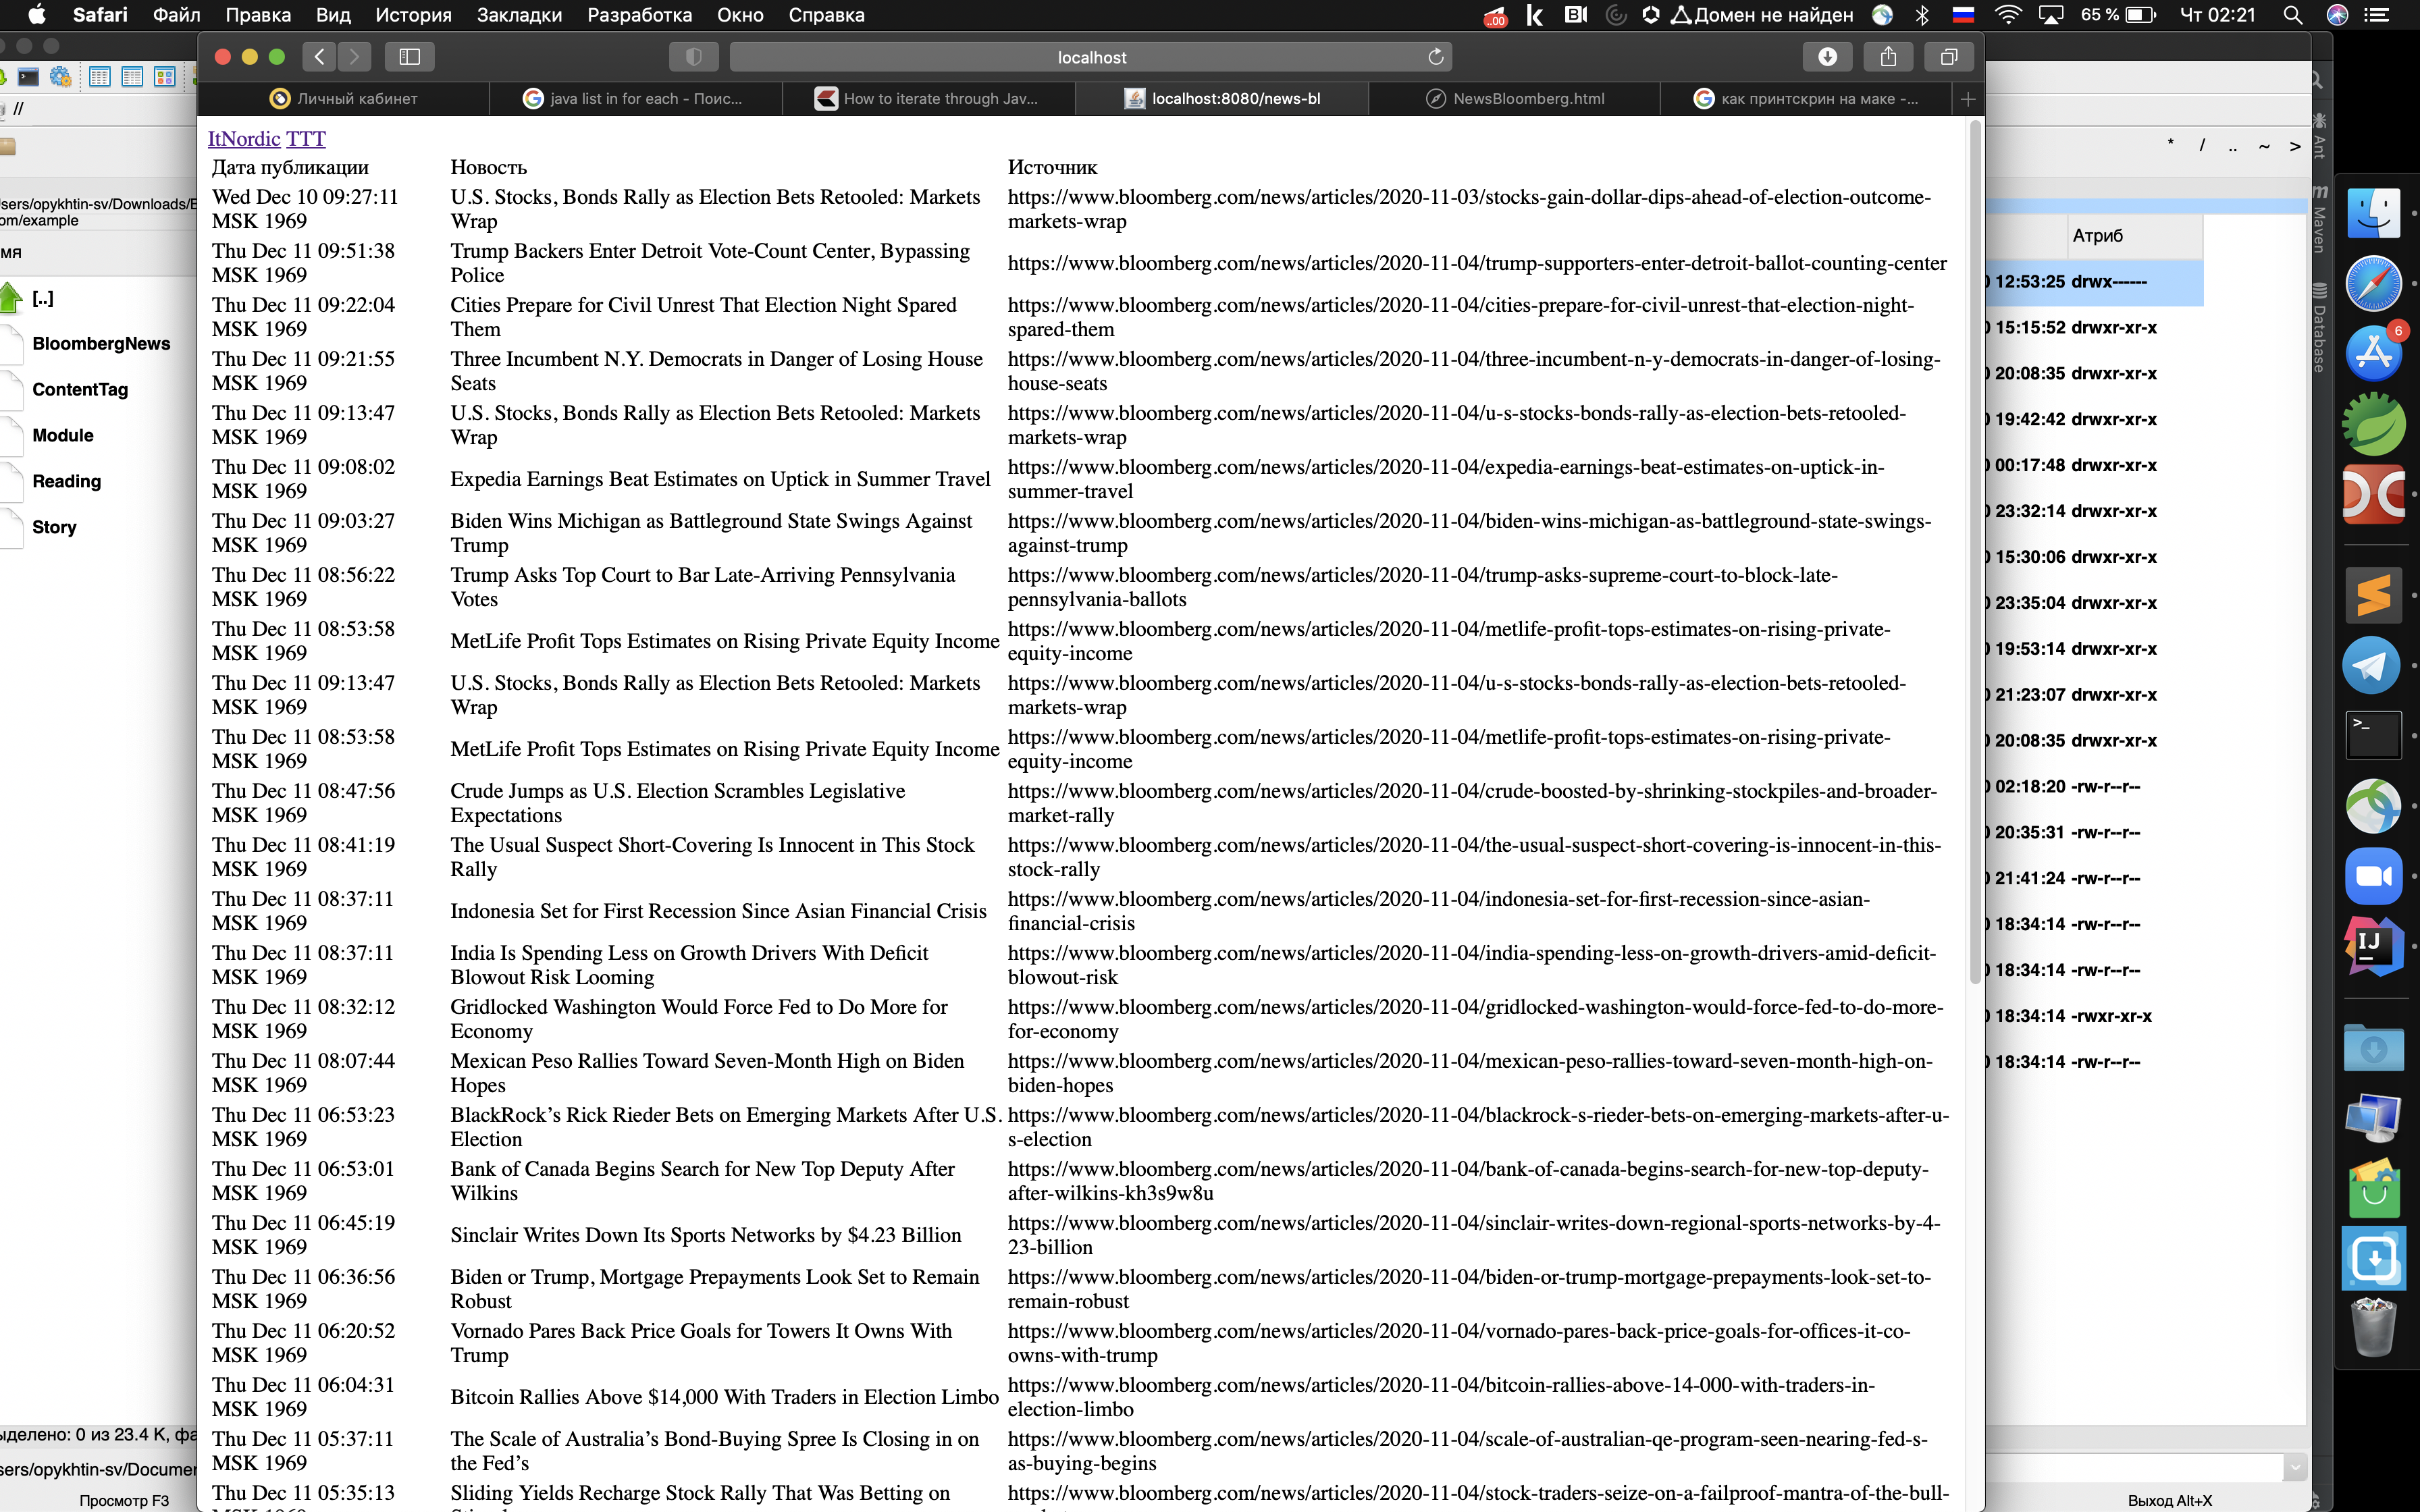 Safari Файл Правка Вид История Закладки Разработка Окно Справка
..00 Домен не найден 65 % Чт 02:21
localhost
Личный кабинет
java list in for each - Поис...
How to iterate through Jav...
localhost:8080/news-bl
NewsBloomberg.html
как принтскрин на маке -...
//
sers/opykhtin-sv/Downloads/E
om/example
мя
[..]
BloombergNews
ContentTag
Module
Reading
Story
ItNordic TTT
Дата публикации Новость Источник
Wed Dec 10 09:27:11 U.S. Stocks, Bonds Rally as Election Bets Retooled: Markets https://www.bloomberg.com/news/articles/2020-11-03/stocks-gain-dollar-dips-ahead-of-election-outcome-
MSK 1969 Wrap markets-wrap
Thu Dec 11 09:51:38 Trump Backers Enter Detroit Vote-Count Center, Bypassing https://www.bloomberg.com/news/articles/2020-11-04/trump-supporters-enter-detroit-ballot-counting-center
MSK 1969 Police
Thu Dec 11 09:22:04 Cities Prepare for Civil Unrest That Election Night Spared https://www.bloomberg.com/news/articles/2020-11-04/cities-prepare-for-civil-unrest-that-election-night-
MSK 1969 Them spared-them
Thu Dec 11 09:21:55 Three Incumbent N.Y. Democrats in Danger of Losing House https://www.bloomberg.com/news/articles/2020-11-04/three-incumbent-n-y-democrats-in-danger-of-losing-
MSK 1969 Seats house-seats
Thu Dec 11 09:13:47 U.S. Stocks, Bonds Rally as Election Bets Retooled: Markets https://www.bloomberg.com/news/articles/2020-11-04/u-s-stocks-bonds-rally-as-election-bets-retooled-
MSK 1969 Wrap markets-wrap
Thu Dec 11 09:08:02 Expedia Earnings Beat Estimates on Uptick in Summer Travel https://www.bloomberg.com/news/articles/2020-11-04/expedia-earnings-beat-estimates-on-uptick-in-
MSK 1969 summer-travel
Thu Dec 11 09:03:27 Biden Wins Michigan as Battleground State Swings Against https://www.bloomberg.com/news/articles/2020-11-04/biden-wins-michigan-as-battleground-state-swings-
MSK 1969 Trump against-trump
Thu Dec 11 08:56:22 Trump Asks Top Court to Bar Late-Arriving Pennsylvania https://www.bloomberg.com/news/articles/2020-11-04/trump-asks-supreme-court-to-block-late-
MSK 1969 Votes pennsylvania-ballots
Thu Dec 11 08:53:58 MetLife Profit Tops Estimates on Rising Private Equity Income https://www.bloomberg.com/news/articles/2020-11-04/metlife-profit-tops-estimates-on-rising-private-
MSK 1969 equity-income
Thu Dec 11 09:13:47 U.S. Stocks, Bonds Rally as Election Bets Retooled: Markets https://www.bloomberg.com/news/articles/2020-11-04/u-s-stocks-bonds-rally-as-election-bets-retooled-
MSK 1969 Wrap markets-wrap
Thu Dec 11 08:53:58 MetLife Profit Tops Estimates on Rising Private Equity Income https://www.bloomberg.com/news/articles/2020-11-04/metlife-profit-tops-estimates-on-rising-private-
MSK 1969 equity-income
Thu Dec 11 08:47:56 Crude Jumps as U.S. Election Scrambles Legislative https://www.bloomberg.com/news/articles/2020-11-04/crude-boosted-by-shrinking-stockpiles-and-broader-
MSK 1969 Expectations market-rally
Thu Dec 11 08:41:19 The Usual Suspect Short-Covering Is Innocent in This Stock https://www.bloomberg.com/news/articles/2020-11-04/the-usual-suspect-short-covering-is-innocent-in-this-
MSK 1969 Rally stock-rally
Thu Dec 11 08:37:11 Indonesia Set for First Recession Since Asian Financial Crisis https://www.bloomberg.com/news/articles/2020-11-04/indonesia-set-for-first-recession-since-asian-
MSK 1969 financial-crisis
Thu Dec 11 08:37:11 India Is Spending Less on Growth Drivers With Deficit https://www.bloomberg.com/news/articles/2020-11-04/india-spending-less-on-growth-drivers-amid-deficit-
MSK 1969 Blowout Risk Looming blowout-risk
Thu Dec 11 08:32:12 Gridlocked Washington Would Force Fed to Do More for https://www.bloomberg.com/news/articles/2020-11-04/gridlocked-washington-would-force-fed-to-do-more-
MSK 1969 Economy for-economy
Thu Dec 11 08:07:44 Mexican Peso Rallies Toward Seven-Month High on Biden https://www.bloomberg.com/news/articles/2020-11-04/mexican-peso-rallies-toward-seven-month-high-on-
MSK 1969 Hopes biden-hopes
Thu Dec 11 06:53:23 BlackRock’s Rick Rieder Bets on Emerging Markets After U.S. https://www.bloomberg.com/news/articles/2020-11-04/blackrock-s-rieder-bets-on-emerging-markets-after-u-
MSK 1969 Election s-election
Thu Dec 11 06:53:01 Bank of Canada Begins Search for New Top Deputy After https://www.bloomberg.com/news/articles/2020-11-04/bank-of-canada-begins-search-for-new-top-deputy-
MSK 1969 Wilkins after-wilkins-kh3s9w8u
Thu Dec 11 06:45:19 Sinclair Writes Down Its Sports Networks by $4.23 Billion https://www.bloomberg.com/news/articles/2020-11-04/sinclair-writes-down-regional-sports-networks-by-4-
MSK 1969 23-billion
Thu Dec 11 06:36:56 Biden or Trump, Mortgage Prepayments Look Set to Remain https://www.bloomberg.com/news/articles/2020-11-04/biden-or-trump-mortgage-prepayments-look-set-to-
MSK 1969 Robust remain-robust
Thu Dec 11 06:20:52 Vornado Pares Back Price Goals for Towers It Owns With https://www.bloomberg.com/news/articles/2020-11-04/vornado-pares-back-price-goals-for-offices-it-co-
MSK 1969 Trump owns-with-trump
Thu Dec 11 06:04:31 Bitcoin Rallies Above $14,000 With Traders in Election Limbo https://www.bloomberg.com/news/articles/2020-11-04/bitcoin-rallies-above-14-000-with-traders-in-
MSK 1969 election-limbo
Thu Dec 11 05:37:11 The Scale of Australia’s Bond-Buying Spree Is Closing in on https://www.bloomberg.com/news/articles/2020-11-04/scale-of-australian-qe-program-seen-nearing-fed-s-
MSK 1969 the Fed’s as-buying-begins
Thu Dec 11 05:35:13 Sliding Yields Recharge Stock Rally That Was Betting on https://www.bloomberg.com/news/articles/2020-11-04/stock-traders-seize-on-a-failproof-mantra-of-the-bull-
ыделено: 0 из 23.4 K, фа
sers/opykhtin-sv/Documer
Просмотр F3
* / .. ~ >
Атриб
12:53:25 drwx------
15:15:52 drwxr-xr-x
20:08:35 drwxr-xr-x
19:42:42 drwxr-xr-x
00:17:48 drwxr-xr-x
23:32:14 drwxr-xr-x
15:30:06 drwxr-xr-x
23:35:04 drwxr-xr-x
19:53:14 drwxr-xr-x
21:23:07 drwxr-xr-x
20:08:35 drwxr-xr-x
02:18:20 -rw-r--r--
20:35:31 -rw-r--r--
21:41:24 -rw-r--r--
18:34:14 -rw-r--r--
18:34:14 -rw-r--r--
18:34:14 -rwxr-xr-x
18:34:14 -rw-r--r--
Выход Alt+X
Ant
Maven
Database
6
IJ